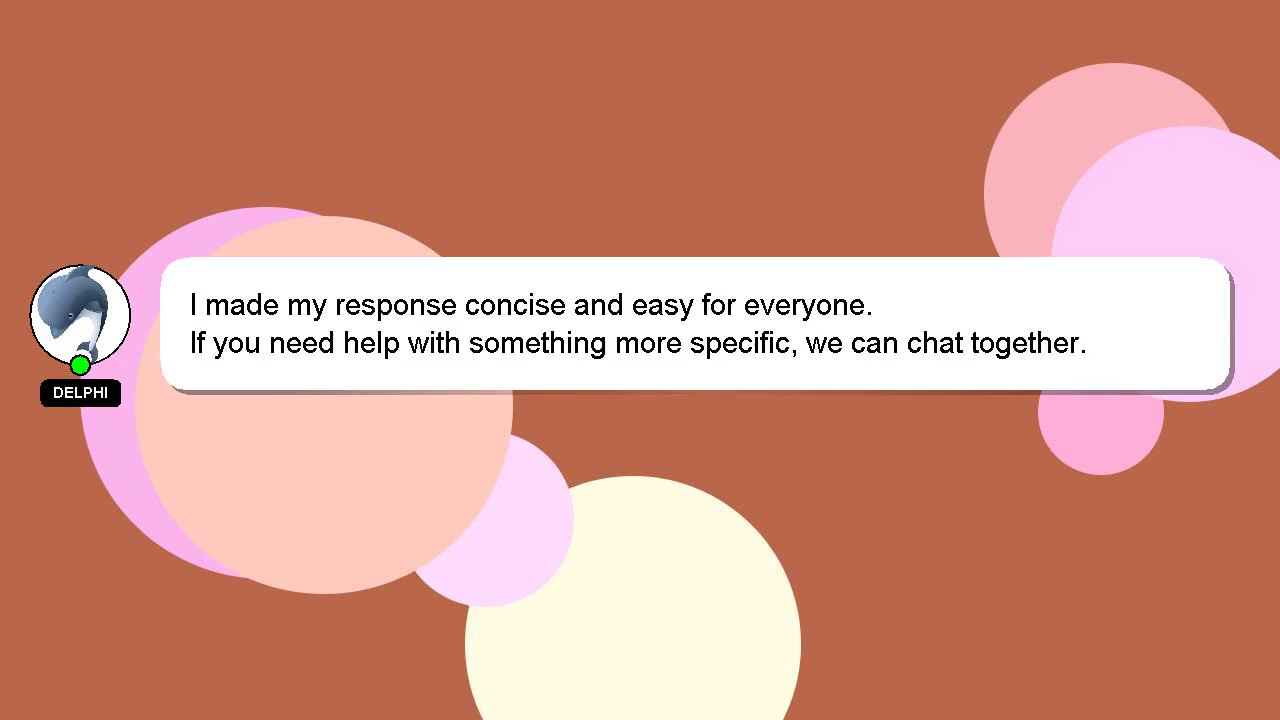 I made my response concise and easy for everyone.
If you need help with something more specific, we can chat together.
DELPHI